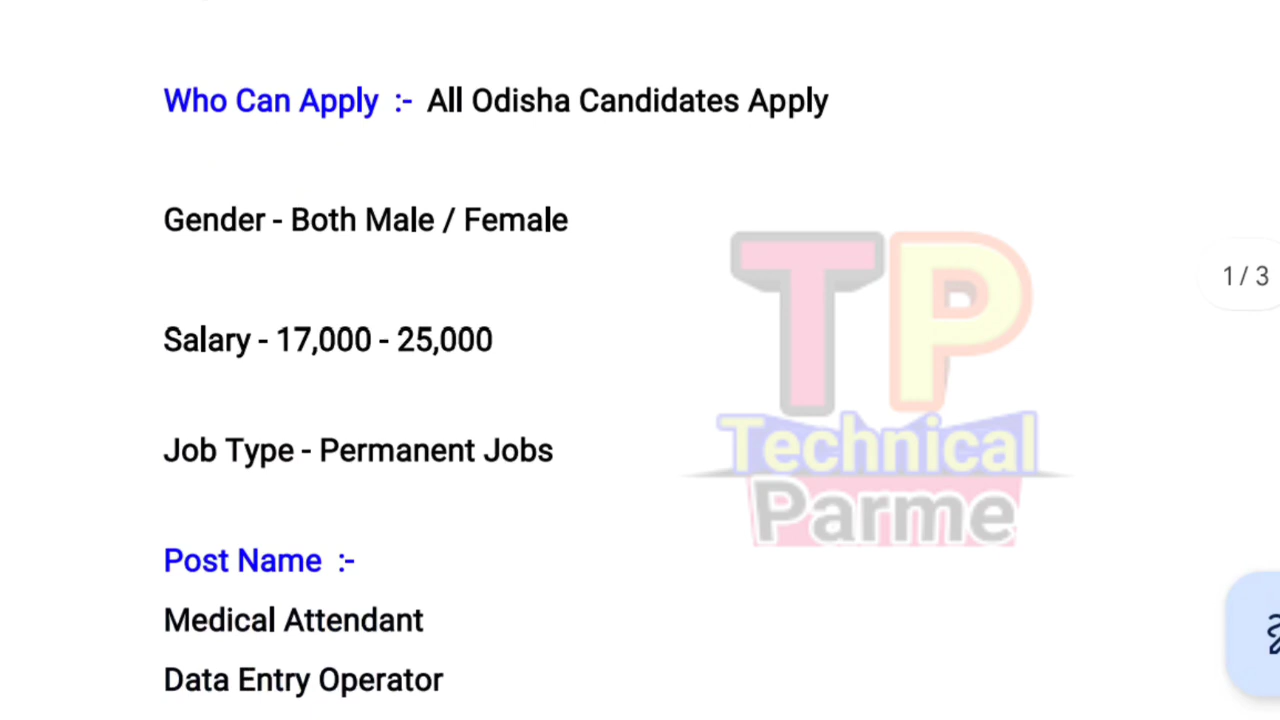 Who Can Apply :- All Odisha Candidates Apply
Gender - Both Male / Female
TP
Salary - 17,000 - 25,000
Technical
Parme
Job Type - Permanent Jobs
Post Name :-
Medical Attendant
Data Entry Operator
1 / 3